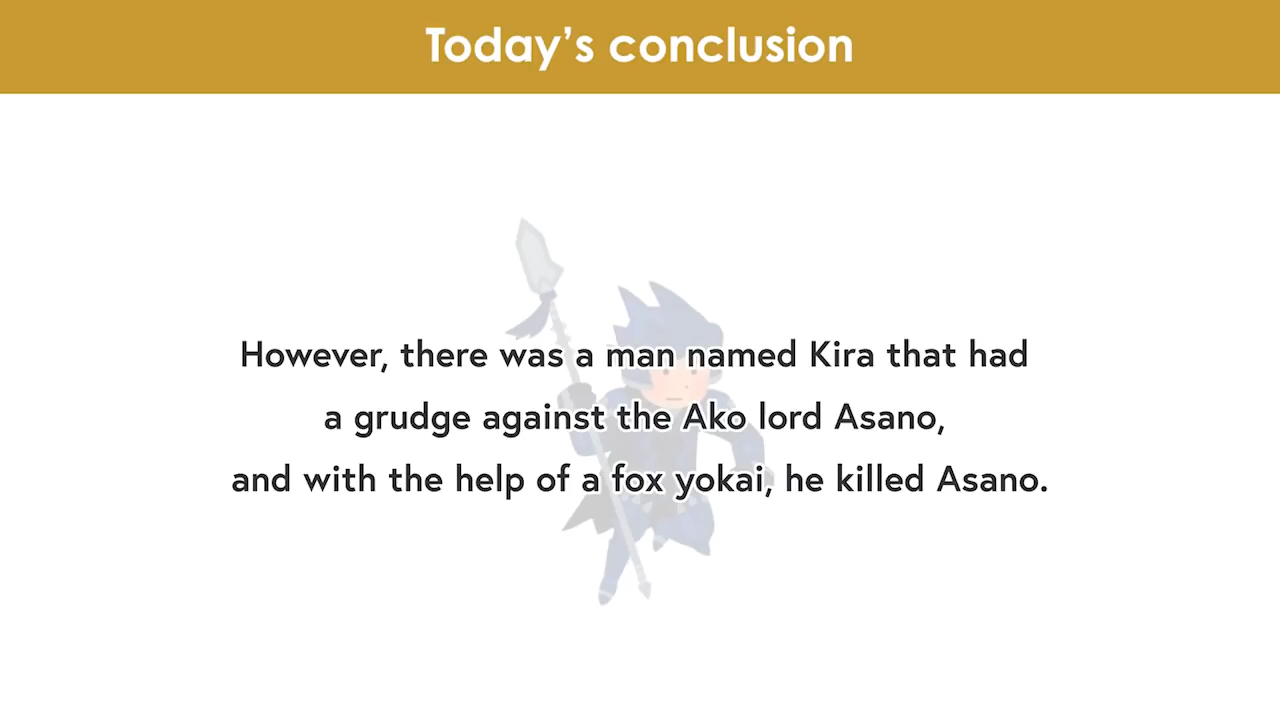 Today's conclusion
However, there was a man named Kira that had
a grudge against the Ako lord Asano,
and with the help of a fox yokai, he killed Asano.